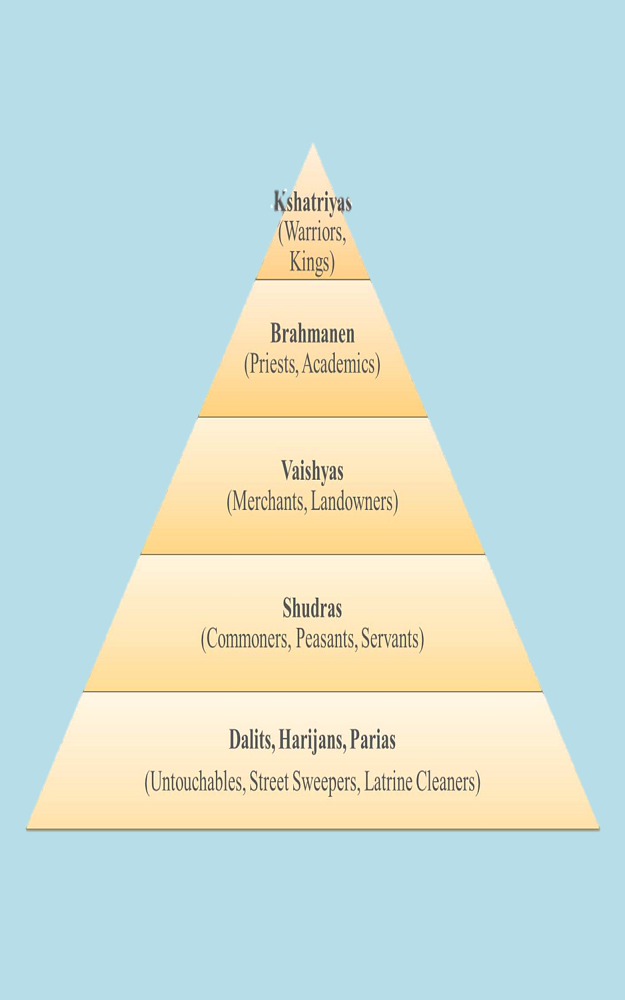 Kshatriyas
(Warriors,
Kings)
Brahmanen
(Priests, Academics)
Vaishyas
(Merchants, Landowners)
Shudras
(Commoners, Peasants, Servants)
Dalits, Harijans, Parias
(Untouchables, Street Sweepers, Latrine Cleaners)